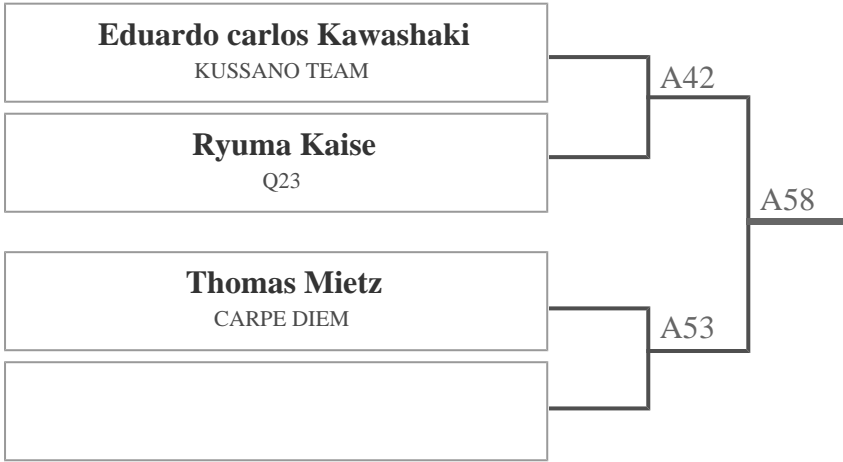 Eduardo carlos Kawashaki
KUSSANO TEAM
A42
Ryuma Kaise
Q23
A58
Thomas Mietz
CARPE DIEM
A53